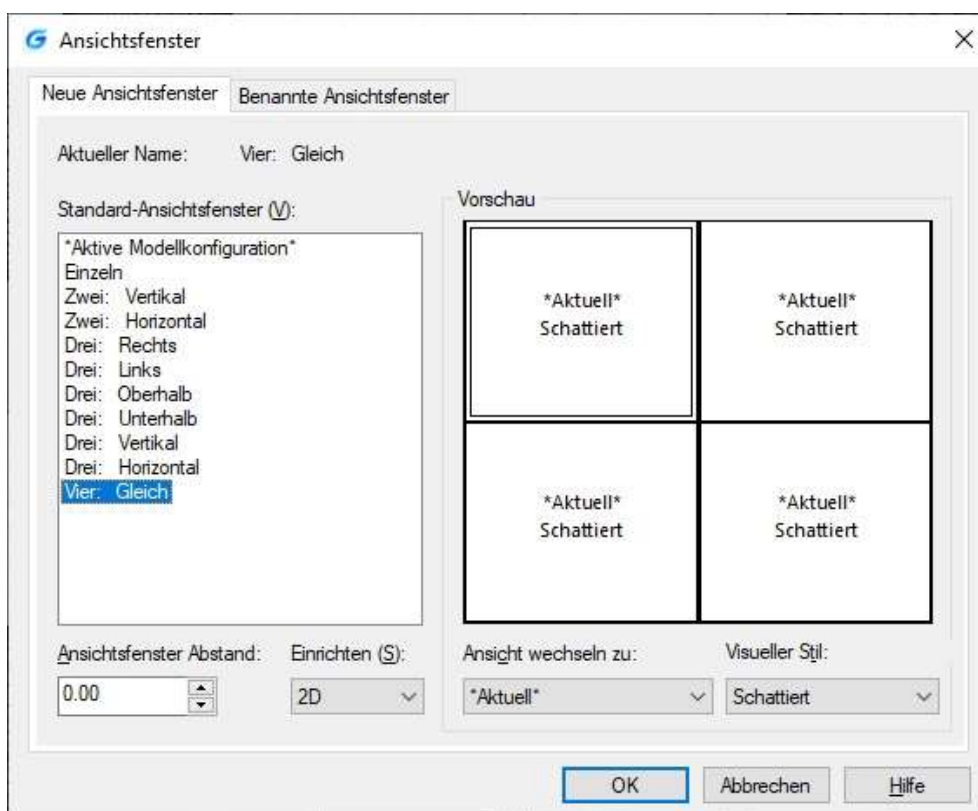 Ansichtsfenster
Neue Ansichtsfenster
Benannte Ansichtsfenster
Aktueller Name: Vier: Gleich
Standard-Ansichtsfenster (V):
*Aktive Modellkonfiguration*
Einzeln
Zwei: Vertikal
Zwei: Horizontal
Drei: Rechts
Drei: Links
Drei: Oberhalb
Drei: Unterhalb
Drei: Vertikal
Drei: Horizontal
Vier: Gleich
Vorschau
*Aktuell*
Schattiert
*Aktuell*
Schattiert
*Aktuell*
Schattiert
*Aktuell*
Schattiert
Ansichtsfenster Abstand:
0.00
Einrichten (S):
2D
Ansicht wechseln zu:
*Aktuell*
Visueller Stil:
Schattiert
OK
Abbrechen
Hilfe